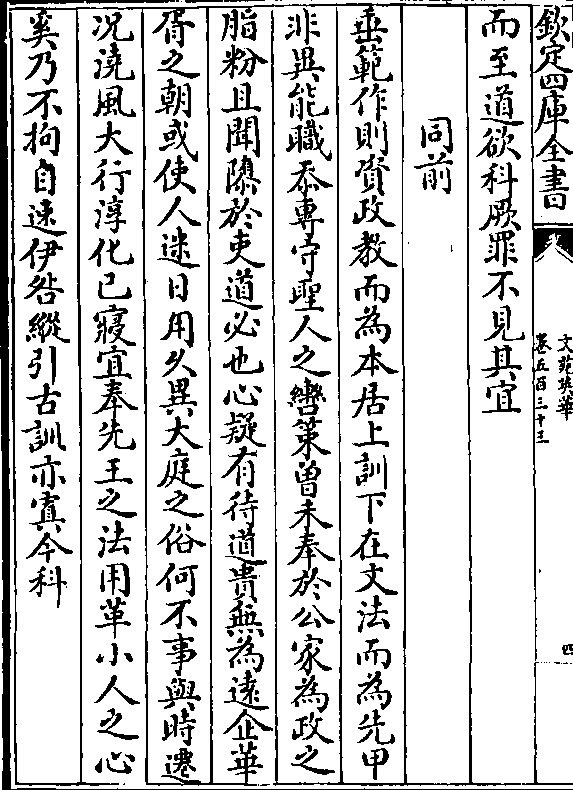 欽定四庫全書
文苑英華
卷五百三十三
四
而至道欲科厥罪不見其宜
同前
垂範作則資政教而為本居上訓下在文法而為先甲
非異能職忝專守聖人之轡策曾未奉於公家為政之
脂粉且聞隳於吏道必也心疑有待道貴無為遠企華
胥之朝或使人迷日用久異大庭之俗何不事與時遷
況澆風大行淳化已寢宜奉先王之法用革小人之心
奚乃不拘自速伊咎縱引古訓亦寘今科